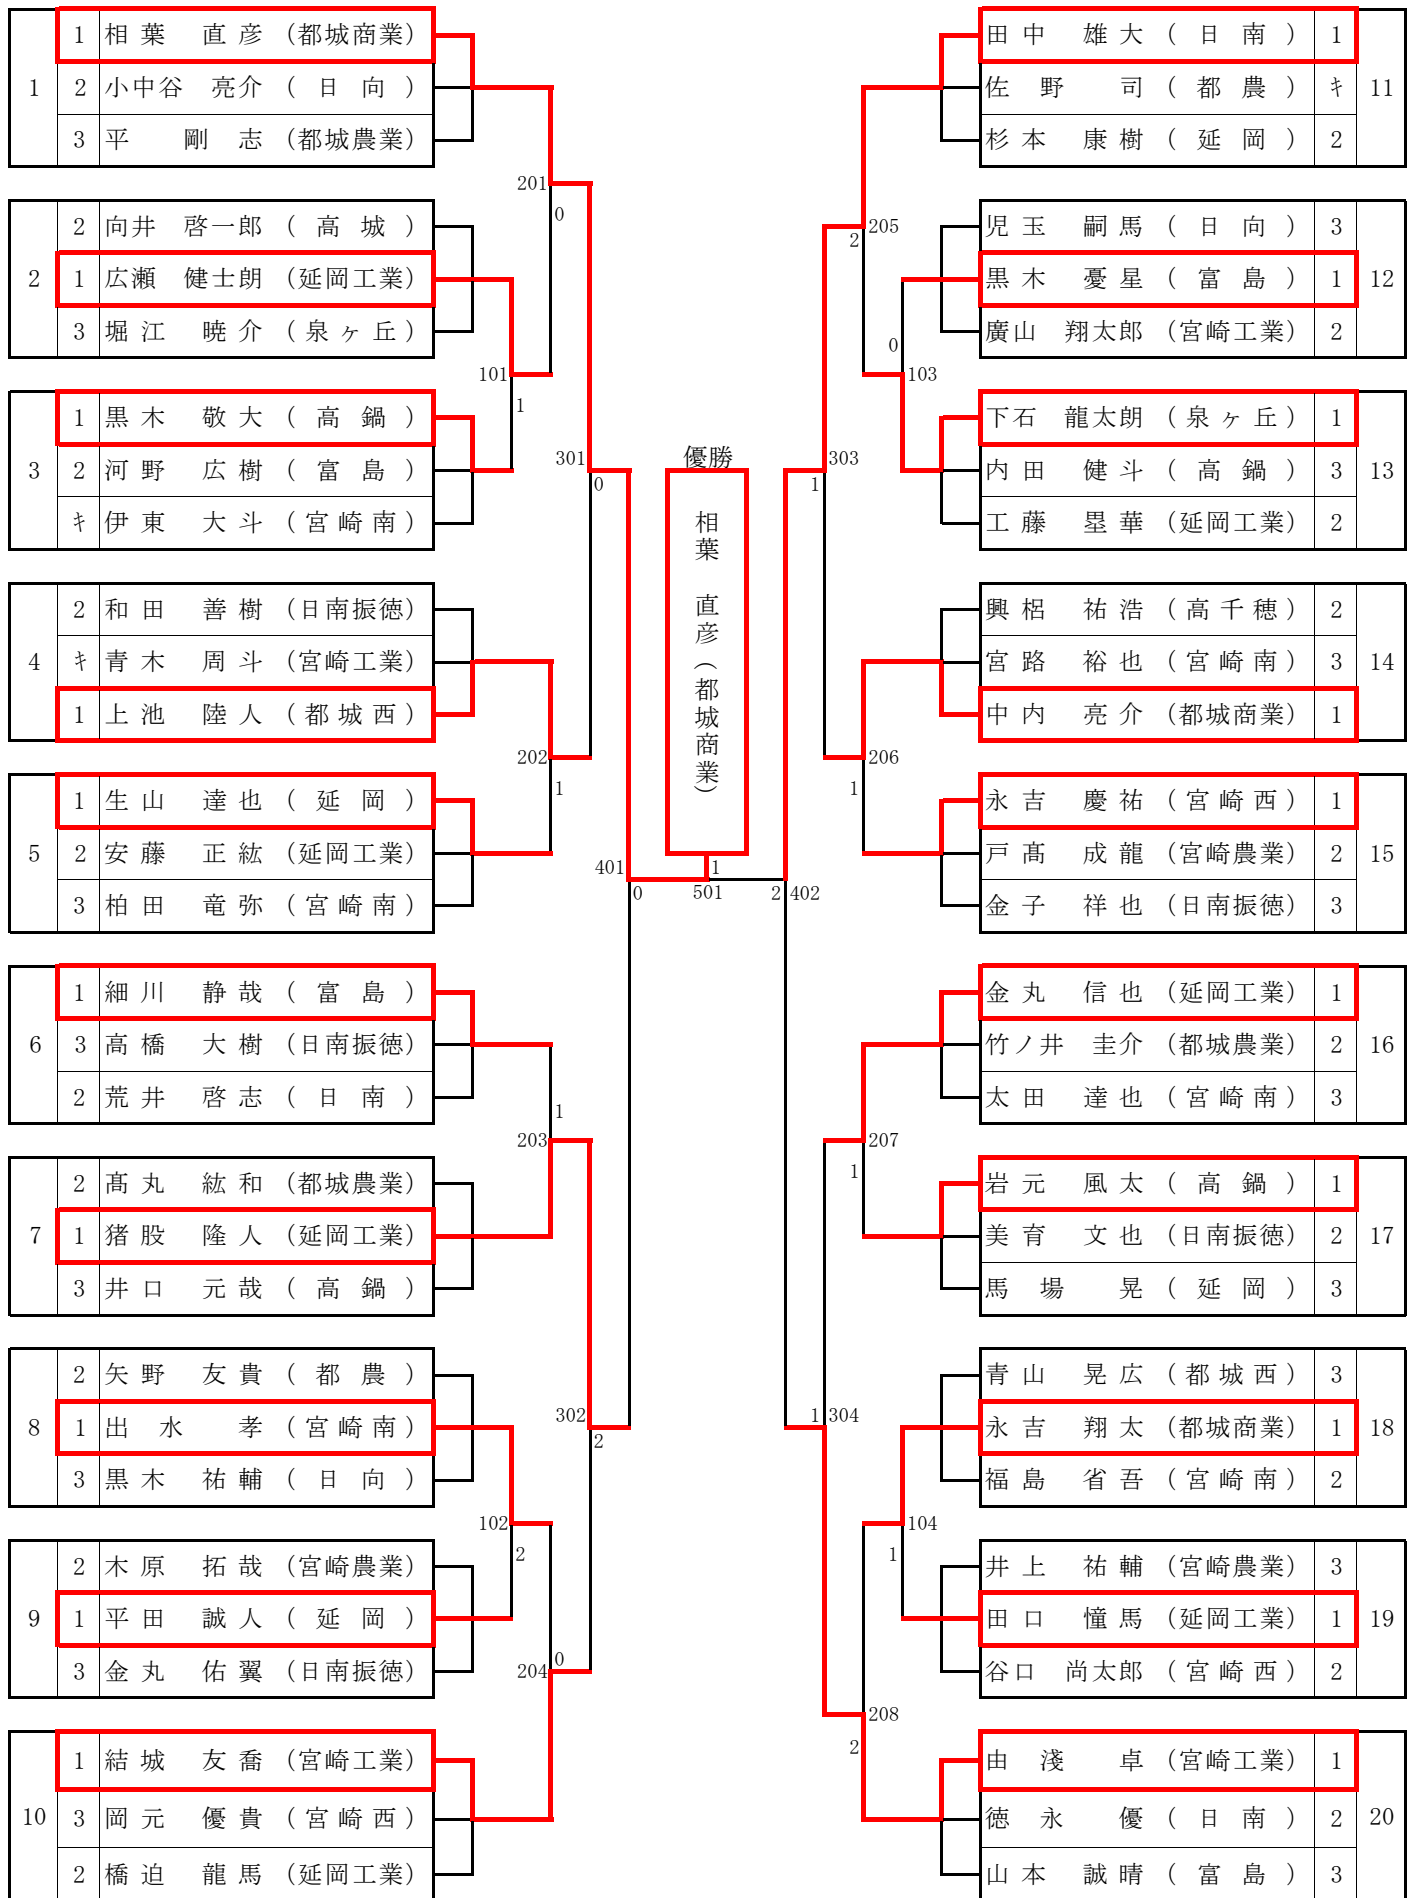 1 相葉 直彦 (都城商業)
1 2 小中谷 亮介 (日向)
3 平 剛志 (都城農業)
2 向井 啓一郎 (高城)
2 1 広瀬 健士朗 (延岡工業)
3 堀江 暁介 (泉ヶ丘)
1 黒木 敬大 (高鍋)
3 2 河野 広樹 (富島)
キ 伊東 大斗 (宮崎南)
2 和田 善樹 (日南振徳)
4 キ 青木 周斗 (宮崎工業)
1 上池 陸人 (都城西)
1 生山 達也 (延岡)
5 2 安藤 正紘 (延岡工業)
3 柏田 竜弥 (宮崎南)
1 細川 静哉 (富島)
6 3 高橋 大樹 (日南振徳)
2 荒井 啓志 (日南)
2 髙丸 紘和 (都城農業)
7 1 猪股 隆人 (延岡工業)
3 井口 元哉 (高鍋)
2 矢野 友貴 (都農)
8 1 出水 孝 (宮崎南)
3 黒木 祐輔 (日向)
2 木原 拓哉 (宮崎農業)
9 1 平田 誠人 (延岡)
3 金丸 佑翼 (日南振徳)
1 結城 友喬 (宮崎工業)
10 3 岡元 優貴 (宮崎西)
2 橋迫 龍馬 (延岡工業)
201
0
101
1
301
0
202
1
401
0
203
1
302
2
102
2
204
0
優勝
相葉 直彦(都城商業)
1
501
2
402
205
2
0
103
303
1
206
1
207
1
1
304
104
1
208
2
田中 雄大 (日南) 1
佐野 司 (都農) キ 11
杉本 康樹 (延岡) 2
児玉 嗣馬 (日向) 3
黒木 憂星 (富島) 1 12
廣山 翔太郎 (宮崎工業) 2
下石 龍太朗 (泉ヶ丘) 1
内田 健斗 (高鍋) 3 13
工藤 塁華 (延岡工業) 2
興梠 祐浩 (高千穂) 2
宮路 裕也 (宮崎南) 3 14
中内 亮介 (都城商業) 1
永吉 慶祐 (宮崎西) 1
戸髙 成龍 (宮崎農業) 2 15
金子 祥也 (日南振徳) 3
金丸 信也 (延岡工業) 1
竹ノ井 圭介 (都城農業) 2 16
太田 達也 (宮崎南) 3
岩元 風太 (高鍋) 1
美育 文也 (日南振徳) 2 17
馬場 晃 (延岡) 3
青山 晃広 (都城西) 3
永吉 翔太 (都城商業) 1 18
福島 省吾 (宮崎南) 2
井上 祐輔 (宮崎農業) 3
田口 憧馬 (延岡工業) 1 19
谷口 尚太郎 (宮崎西) 2
由淺 卓 (宮崎工業) 1
徳永 優 (日南) 2 20
山本 誠晴 (富島) 3